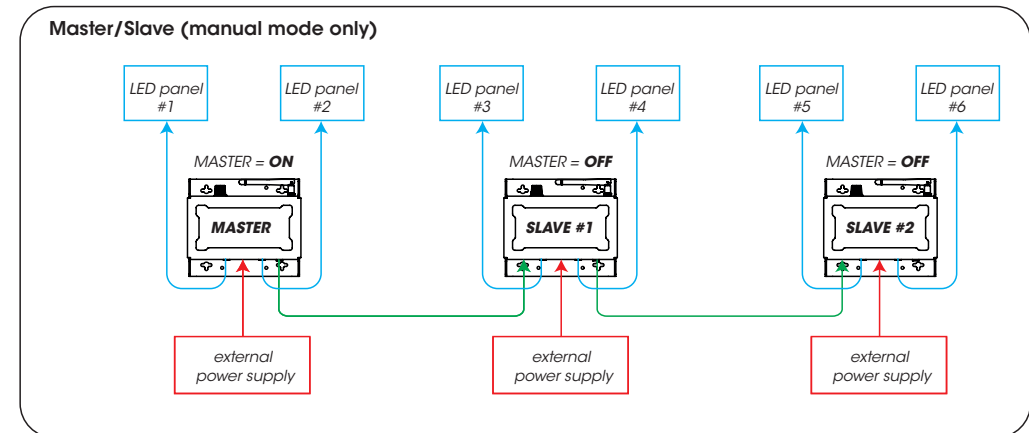 Master/Slave (manual mode only)
LED panel
#1
LED panel
#2
LED panel
#3
LED panel
#4
LED panel
#5
LED panel
#6
MASTER = ON
MASTER = OFF
MASTER = OFF
MASTER
SLAVE #1
SLAVE #2
external
power supply
external
power supply
external
power supply